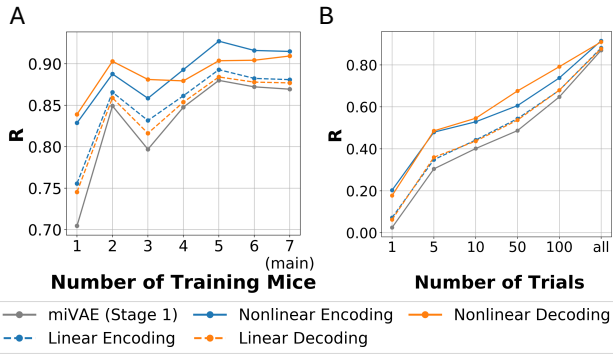 A
B
R
0.90
0.85
0.80
0.75
0.70
1 2 3 4 5 6 7
(main)
Number of Training Mice
R
0.80
0.60
0.40
0.20
0.00
1 5 10 50 100 all
Number of Trials
miVAE (Stage 1)
Nonlinear Encoding
Nonlinear Decoding
Linear Encoding
Linear Decoding